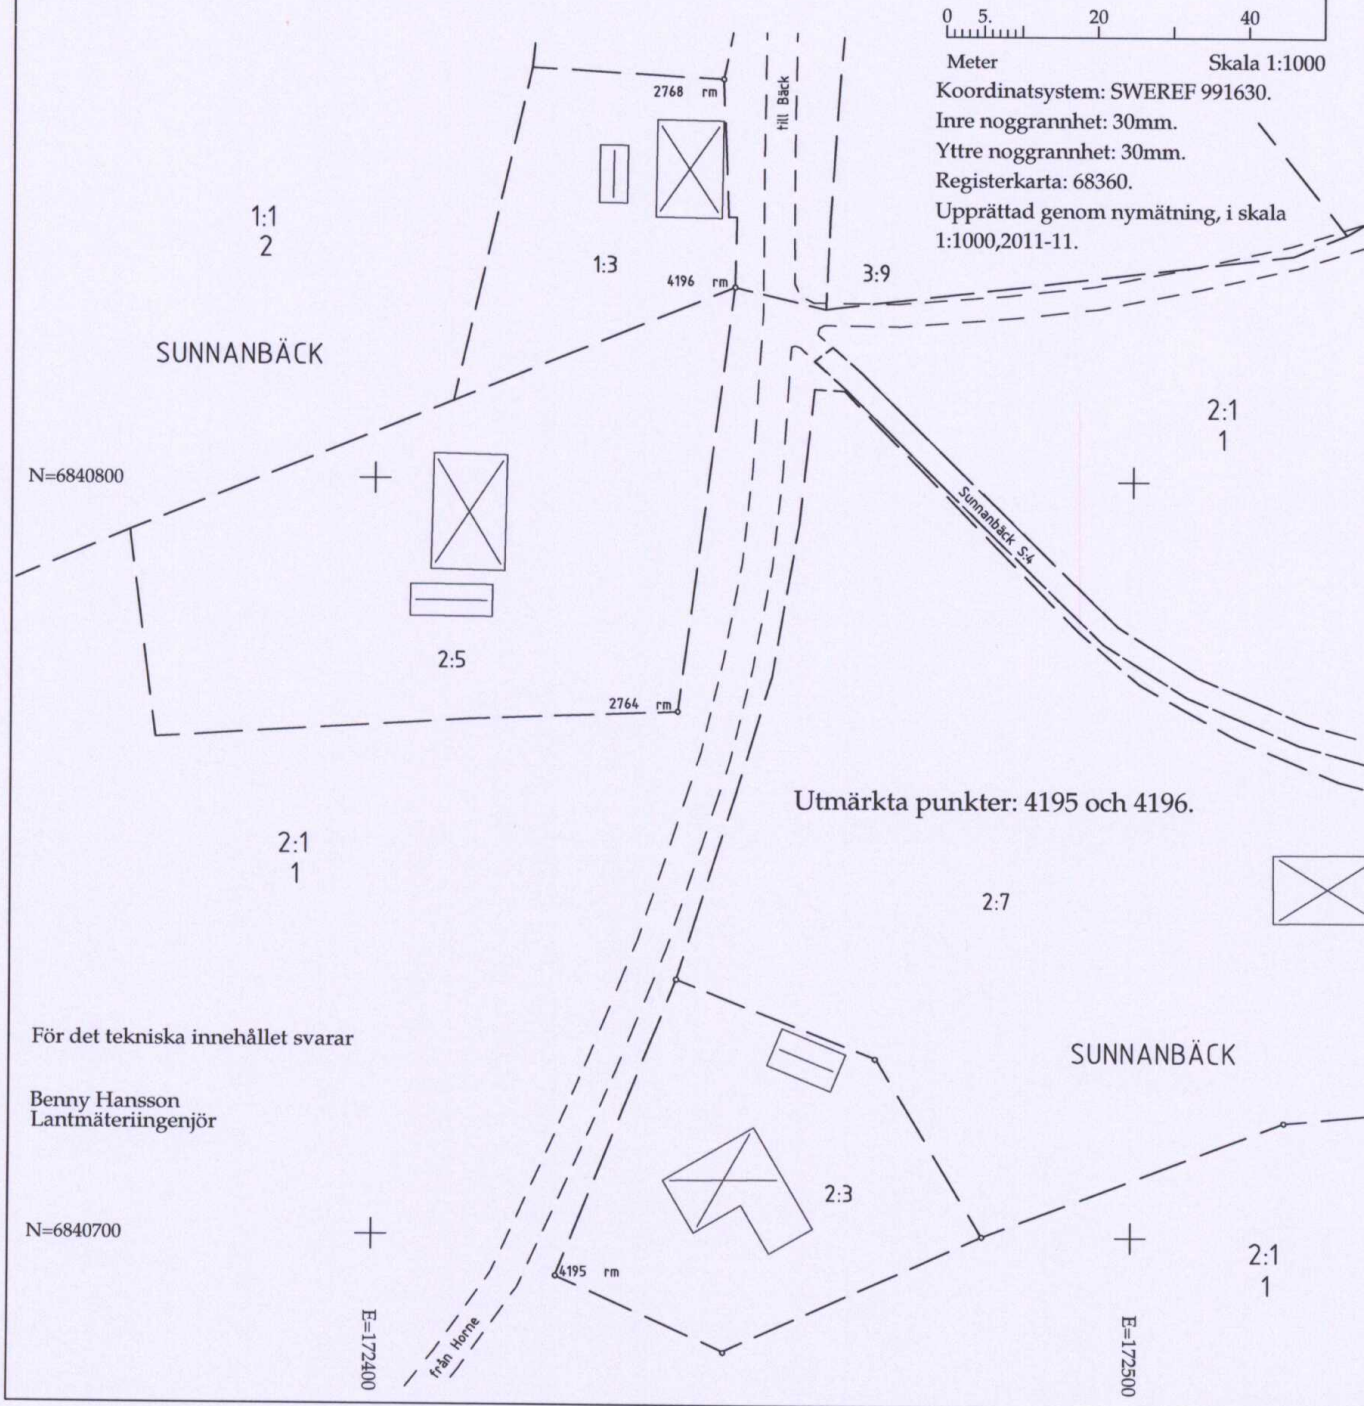 0 5. 20 40
Meter Skala 1:1000
Koordinatsystem: SWEREF 991630.
Inre noggrannhet: 30mm.
Yttre noggrannhet: 30mm.
Registerkarta: 68360.
Upprättad genom nymätning, i skala
1:1000,2011-11.
2768 rm
till Bäck
1:1
2
1:3
4196 rm
3:9
SUNNANBÄCK
2:1
1
N=6840800
Sunnanbäck S:4
2:5
2764 rm
Utmärkta punkter: 4195 och 4196.
2:1
1
2:7
För det tekniska innehållet svarar
SUNNANBÄCK
Benny Hansson
Lantmäteriingenjör
2:3
N=6840700
4195 rm
2:1
1
från Horne
E=172400
E=172500